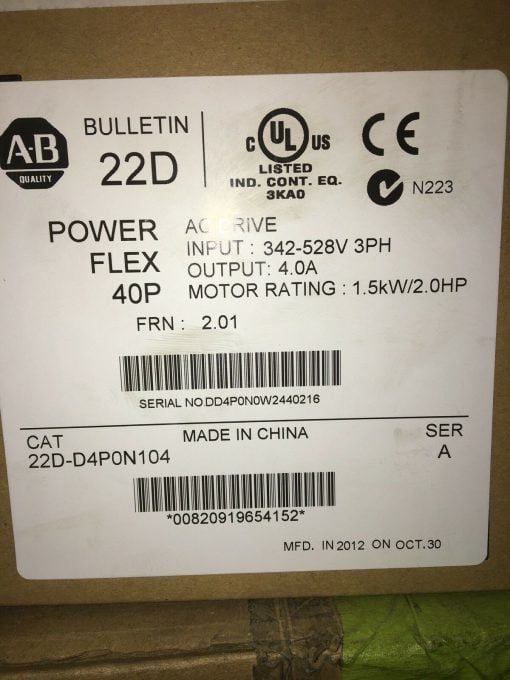 A-B
QUALITY
BULLETIN
22D
C UL US
LISTED
IND. CONT. EQ.
3KA0
CE
N223
POWER
FLEX
40P
AC DRIVE
INPUT : 342-528V 3PH
OUTPUT: 4.0A
MOTOR RATING : 1.5kW/2.0HP
FRN : 2.01
SERIAL NO.DD4P0N0W2440216
CAT
22D-D4P0N104
MADE IN CHINA
SER
A
*00820919654152*
MFD. IN 2012 ON OCT.30